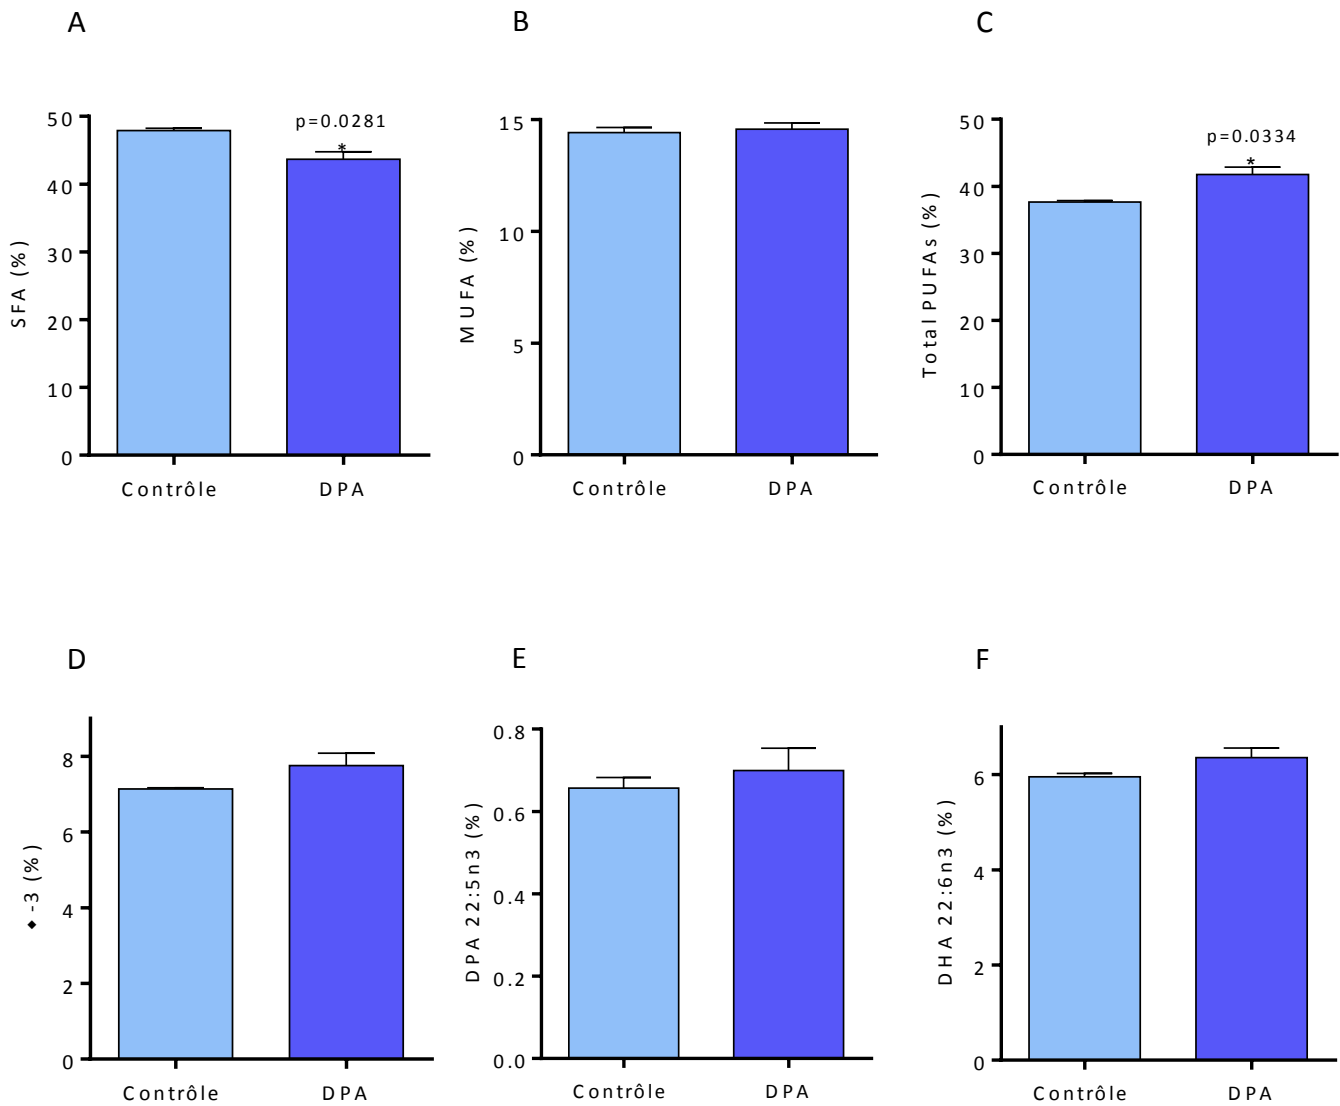 A
B
C
SFA (%)
50
40
30
20
10
0
p=0.0281
*
Contrôle
DPA
MUFA (%)
15
10
5
0
Contrôle
DPA
Total PUFAs (%)
50
40
30
20
10
0
p=0.0334
*
Contrôle
DPA
D
E
F
◆-3 (%)
8
6
4
2
0
Contrôle
DPA
DPA 22:5n3 (%)
0.8
0.6
0.4
0.2
0.0
Contrôle
DPA
DHA 22:6n3 (%)
6
4
2
0
Contrôle
DPA